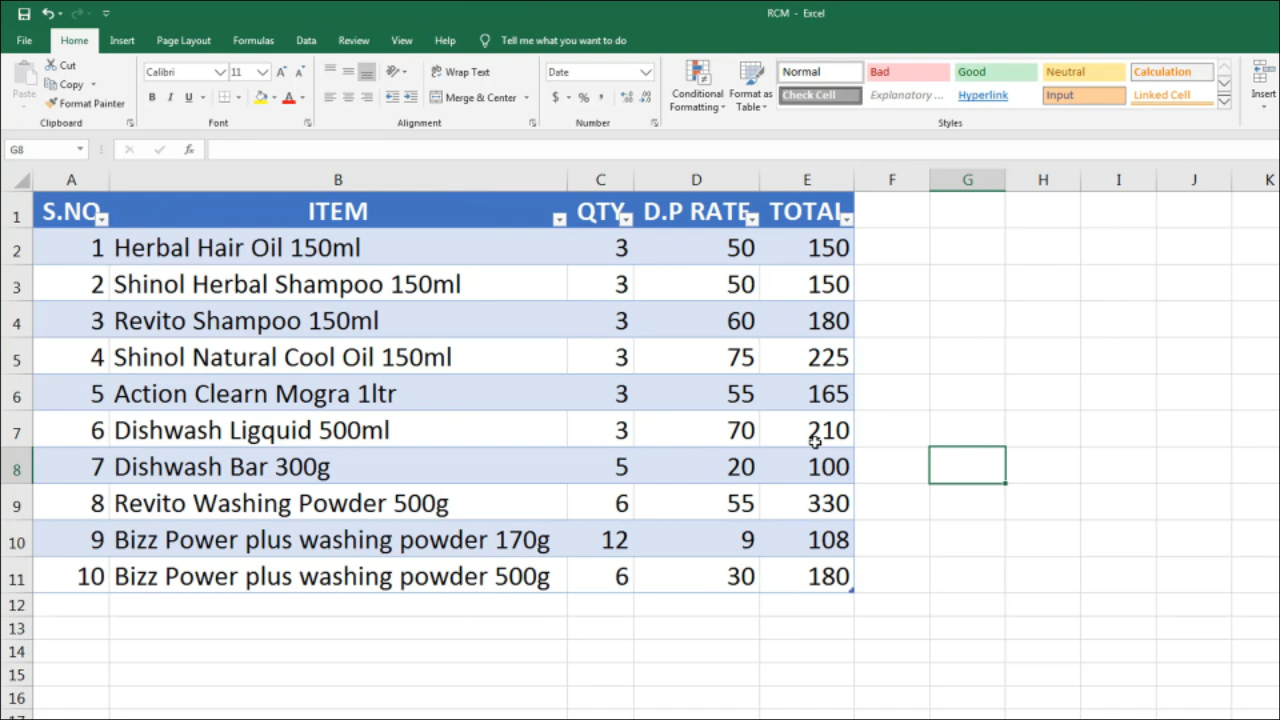 RCM - Excel
File Home Insert Page Layout Formulas Data Review View Help Tell me what you want to do
Cut
Copy
Format Painter
Paste
Clipboard
Calibri 11
B I U
Font
Wrap Text
Merge & Center
Alignment
Date
$ % ,
Number
Conditional Formatting
Format as Table
Normal Bad Good Neutral Calculation
Check Cell Explanatory ... Hyperlink Input Linked Cell
Styles
Insert
G8 fx
A B C D E F G H I J K
1 S.NO ITEM QTY D.P RATE TOTAL
2 1 Herbal Hair Oil 150ml 3 50 150
3 2 Shinol Herbal Shampoo 150ml 3 50 150
4 3 Revito Shampoo 150ml 3 60 180
5 4 Shinol Natural Cool Oil 150ml 3 75 225
6 5 Action Clearn Mogra 1ltr 3 55 165
7 6 Dishwash Ligquid 500ml 3 70 210
8 7 Dishwash Bar 300g 5 20 100
9 8 Revito Washing Powder 500g 6 55 330
10 9 Bizz Power plus washing powder 170g 12 9 108
11 10 Bizz Power plus washing powder 500g 6 30 180
12
13
14
15
16